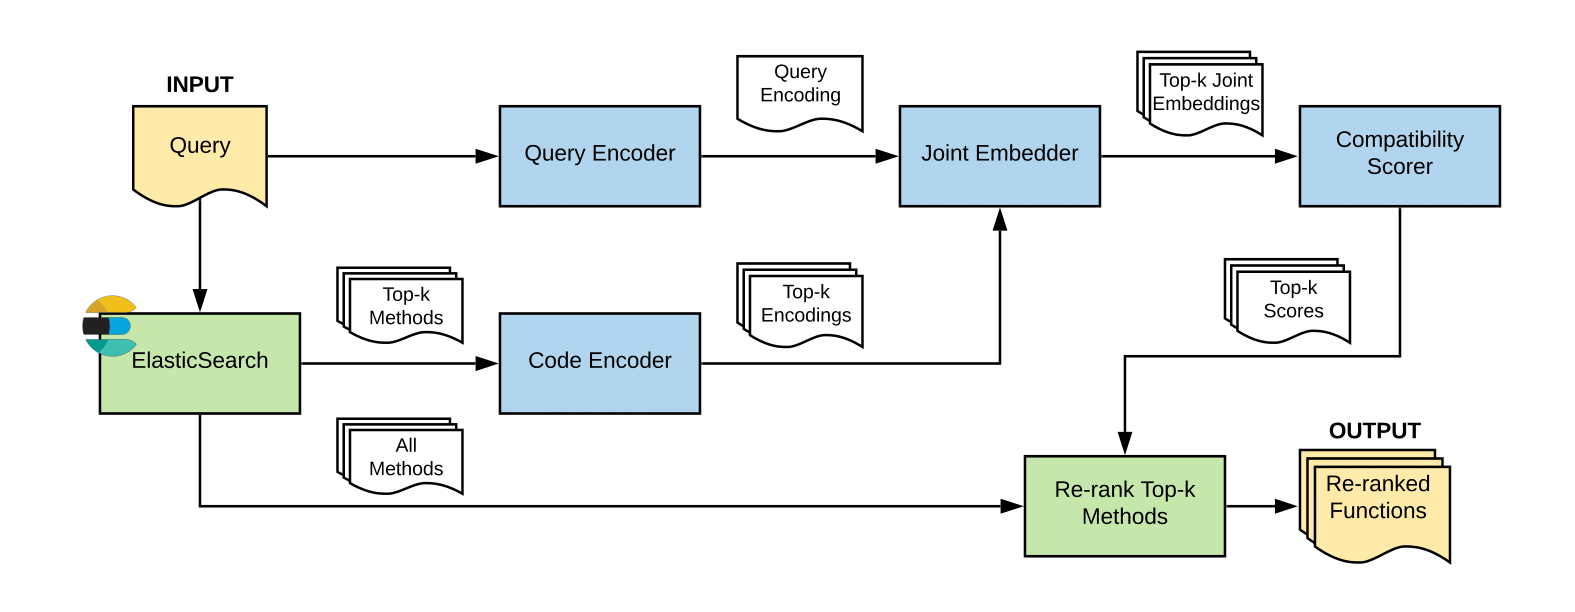 INPUT
Query
Query Encoder
Query
Encoding
Joint Embedder
Top-k Joint
Embeddings
Compatibility
Scorer
ElasticSearch
Top-k
Methods
Code Encoder
Top-k
Encodings
Top-k
Scores
All
Methods
Re-rank Top-k
Methods
OUTPUT
Re-ranked
Functions